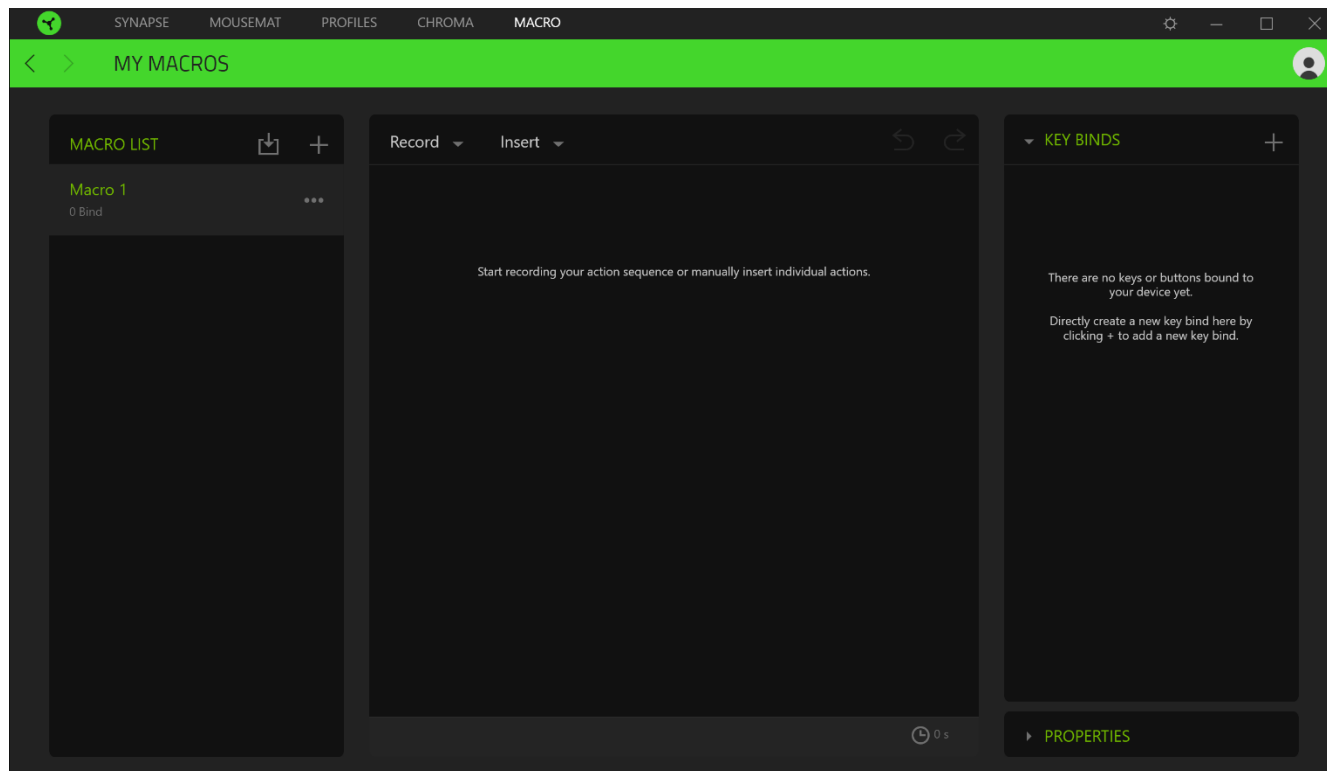 SYNAPSE MOUSEMAT PROFILES CHROMA MACRO
MY MACROS
MACRO LIST
Macro 1
0 Bind
Record Insert
Start recording your action sequence or manually insert individual actions.
0 s
KEY BINDS
There are no keys or buttons bound to
your device yet.
Directly create a new key bind here by
clicking + to add a new key bind.
PROPERTIES